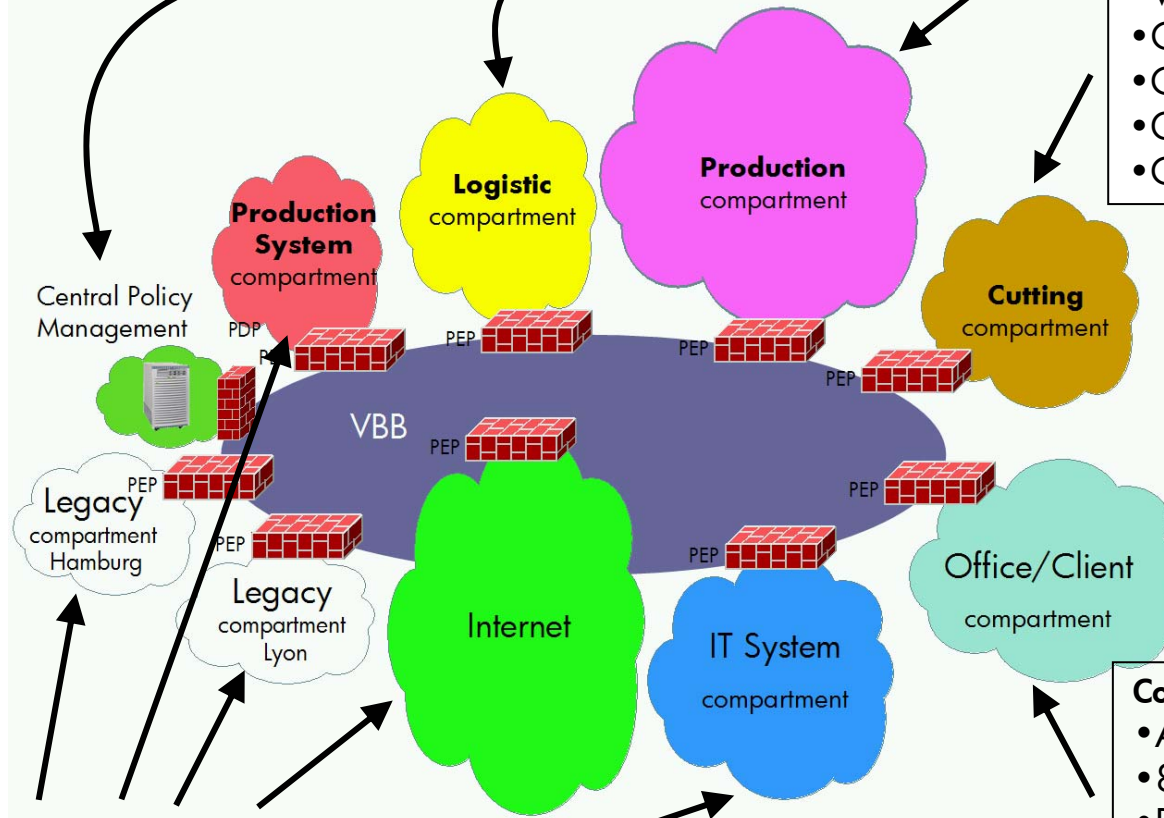 Production
compartment
Logistic
compartment
Production
System
compartment
Central Policy
Management
PDP
PEP
PEP
PEP
Cutting
compartment
PEP
VBB
PEP
PEP
Legacy
compartment
Hamburg
PEP
Legacy
compartment
Lyon
Internet
PEP
IT System
compartment
PEP
Office/Client
compartment